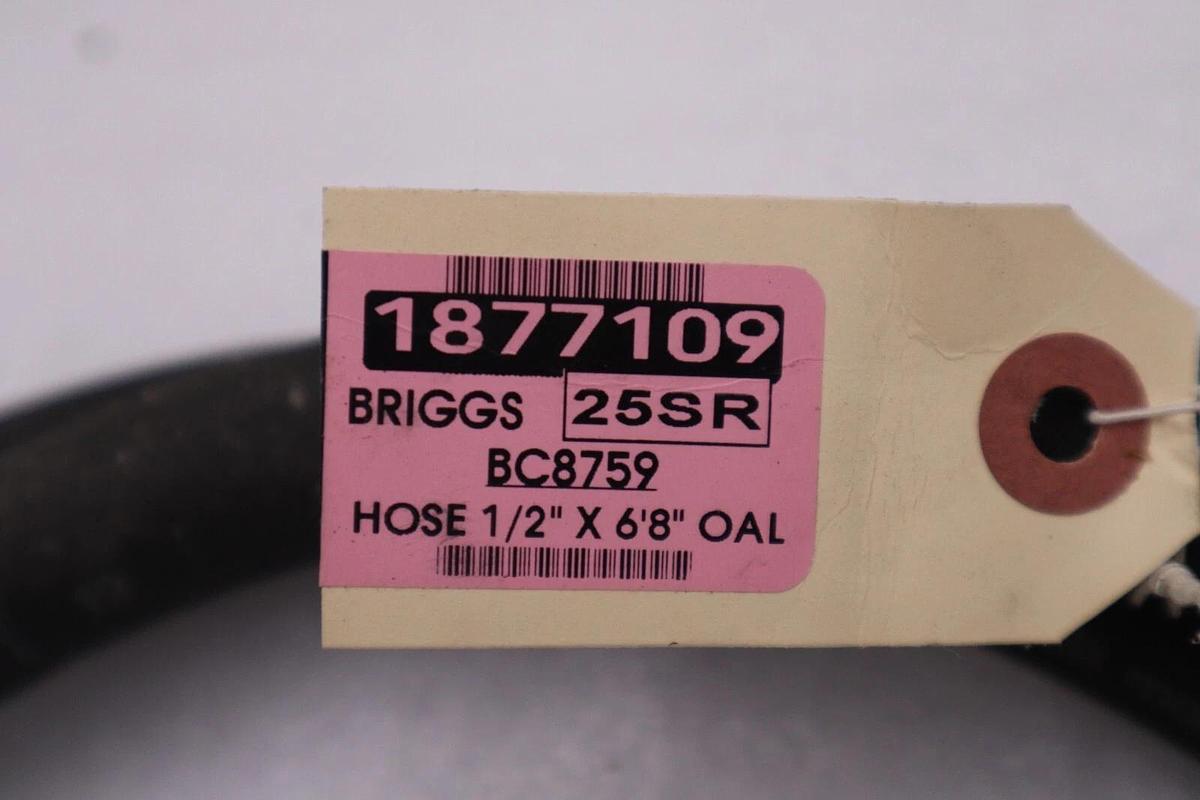 1877109
BRIGGS 25SR
BC8759
HOSE 1/2" X 6'8" OAL